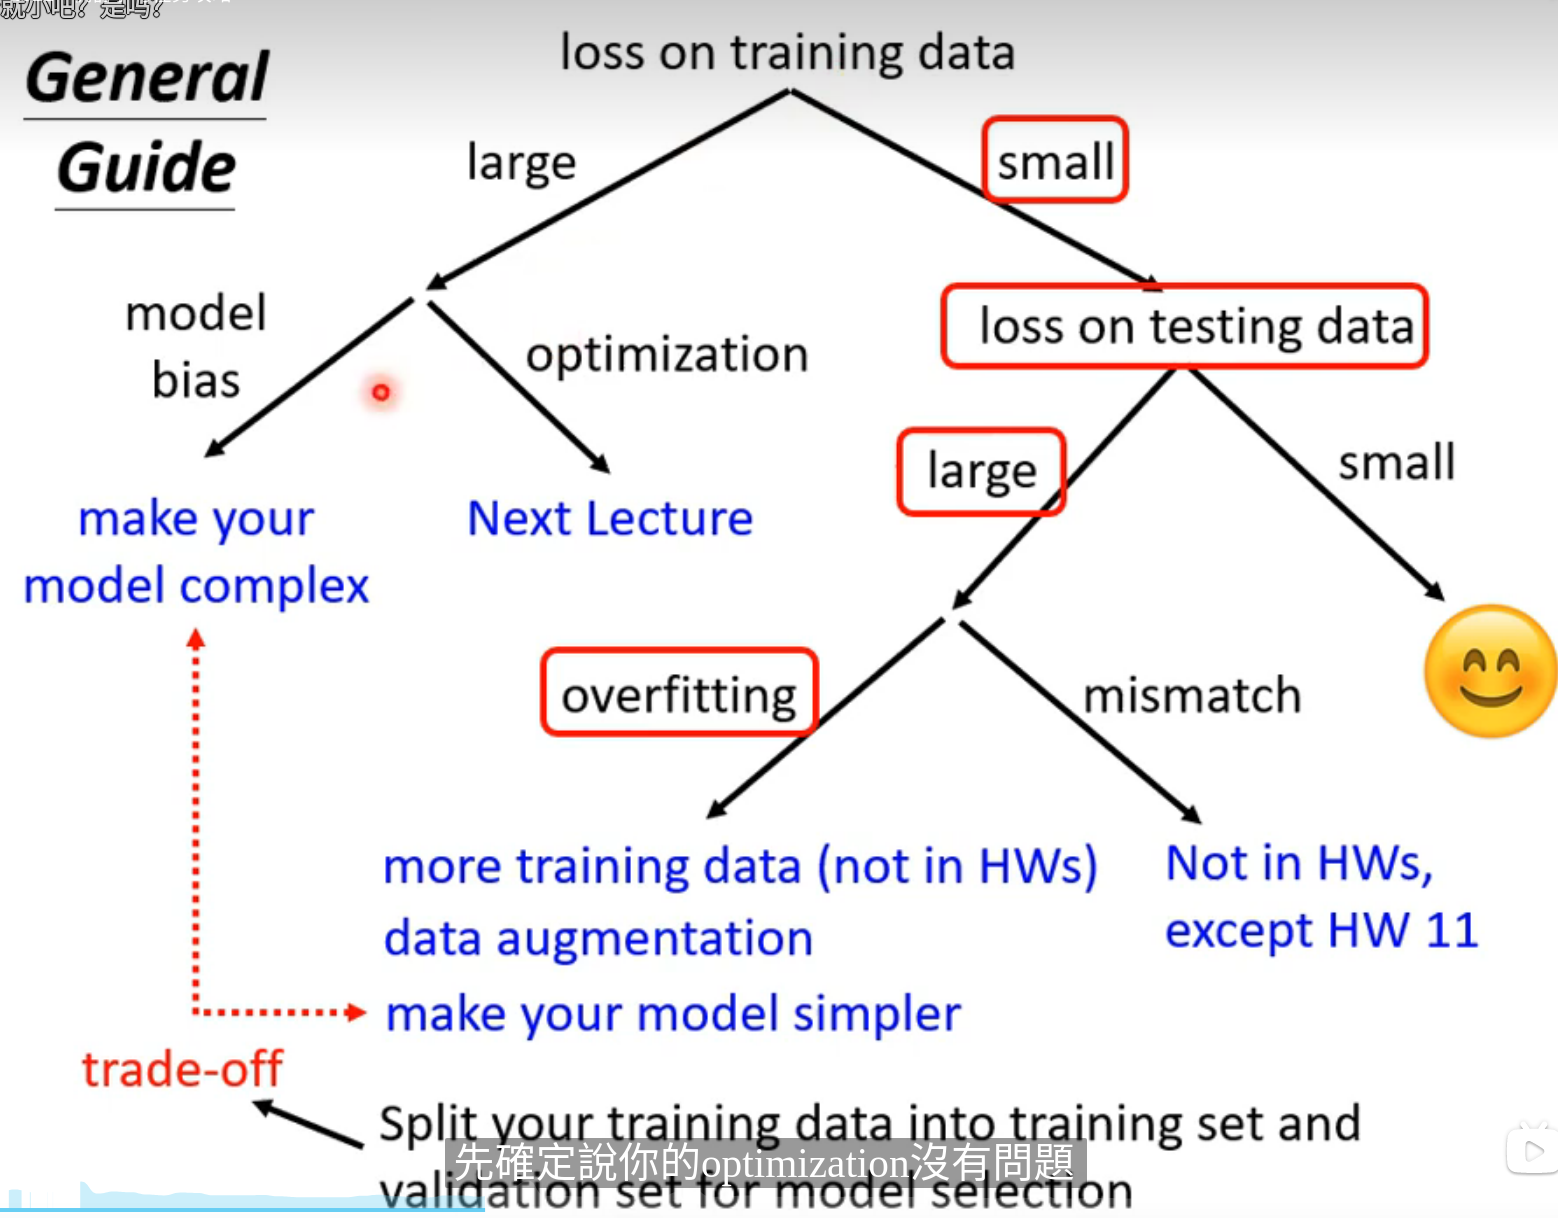 就小吧？是吗？
General
Guide
loss on training data
large
small
model
bias
optimization
loss on testing data
large
small
make your
model complex
Next Lecture
overfitting
mismatch
more training data (not in HWs)
data augmentation
make your model simpler
Not in HWs,
except HW 11
trade-off
Split your training data into training set and
validation set for model selection
先確定說你的optimization沒有問題